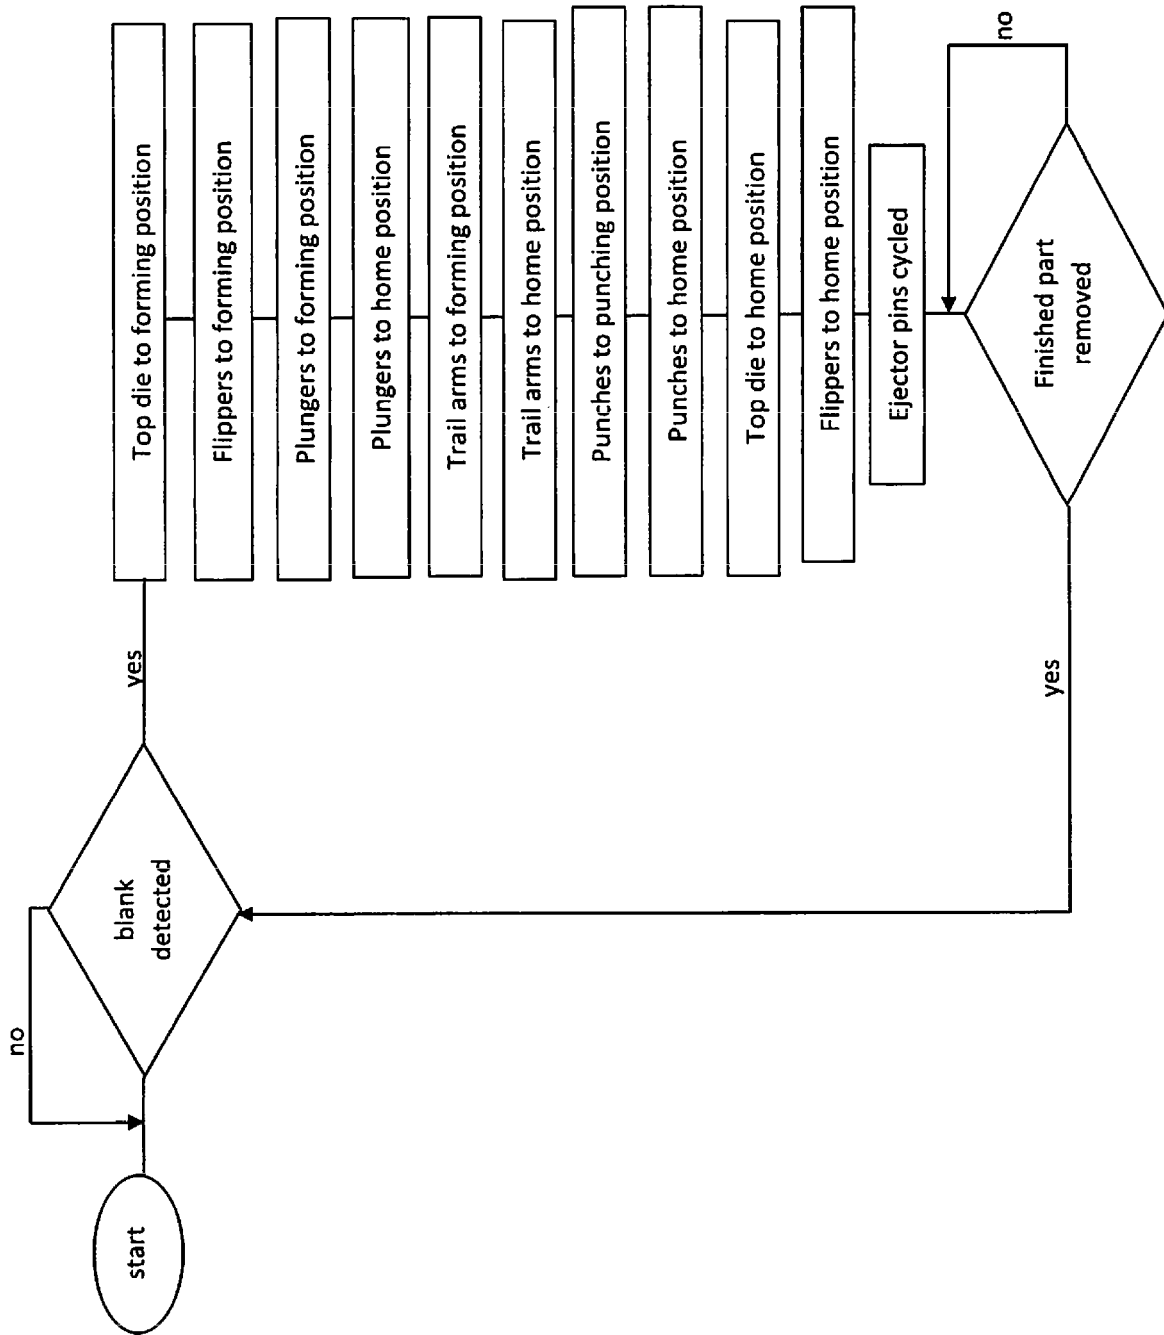 start
no
blank
detected
yes
Top die to forming position
Flippers to forming position
Plungers to forming position
Plungers to home position
Trail arms to forming position
Trail arms to home position
Punches to punching position
Punches to home position
Top die to home position
Flippers to home position
Ejector pins cycled
Finished part
removed
no
yes